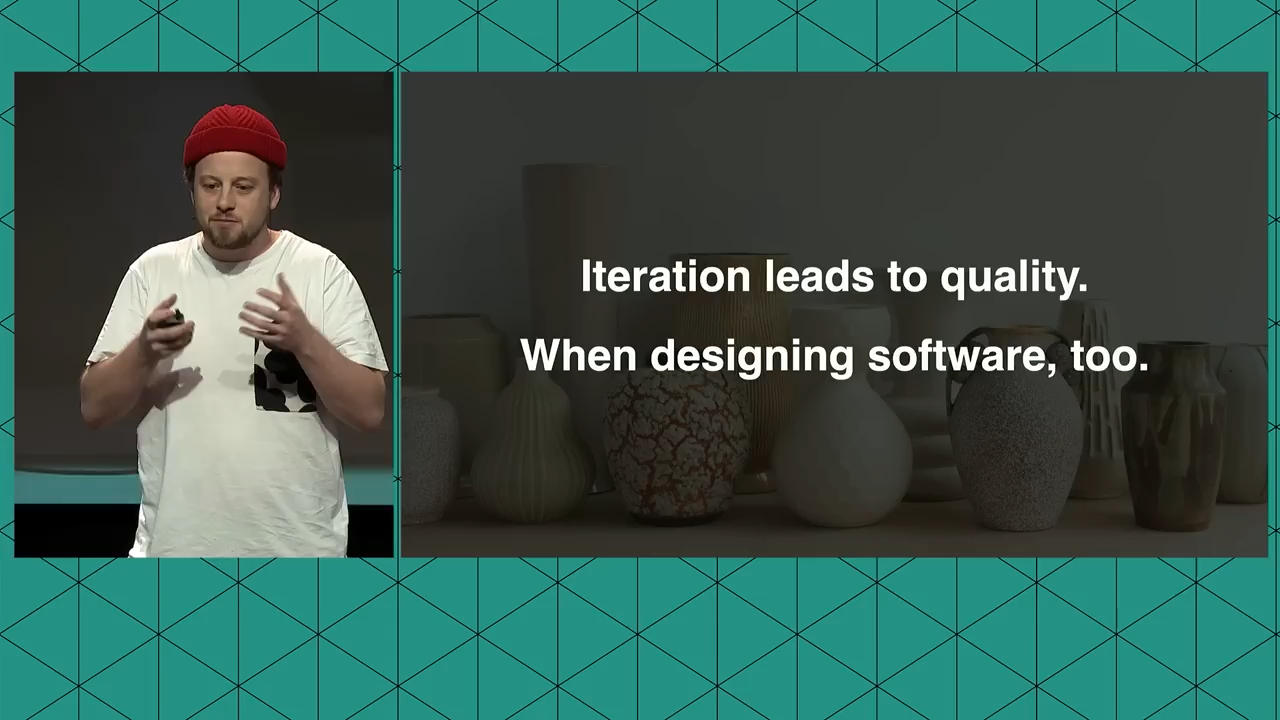 Iteration leads to quality.
When designing software, too.